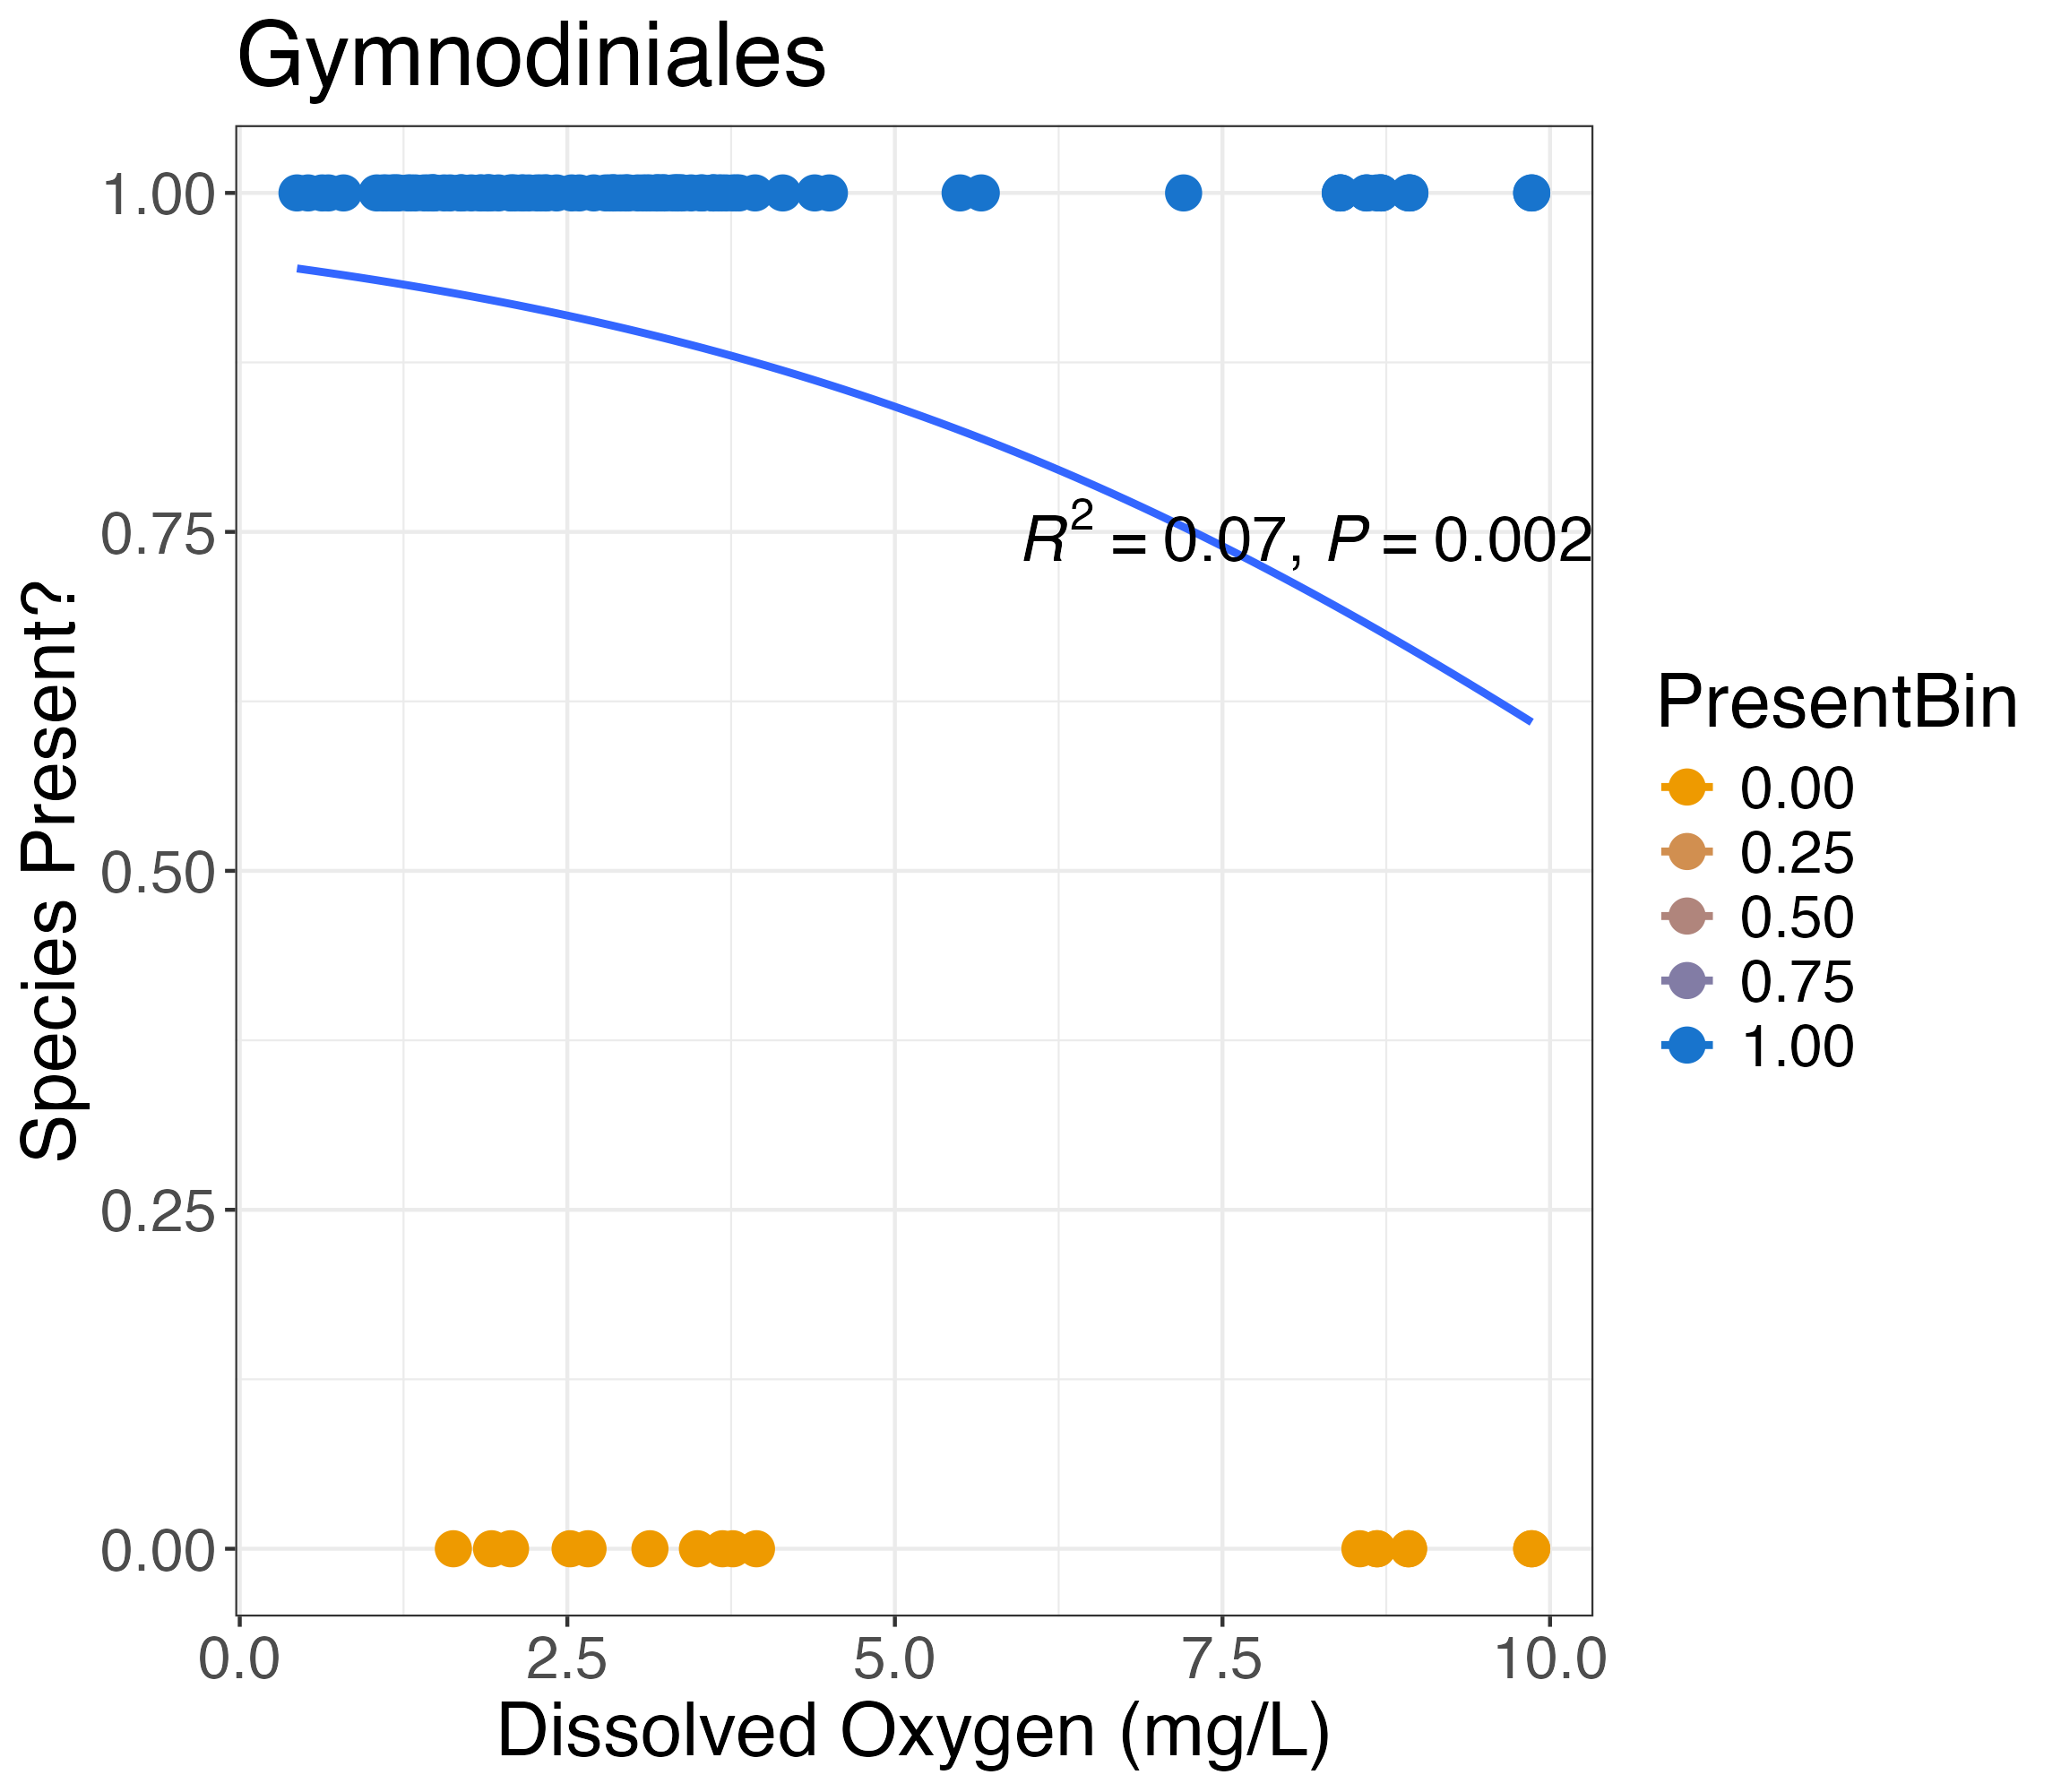 Gymnodiniales
1.00
0.75
0.50
0.25
0.00
Species Present?
R² = 0.07, P = 0.002
0.0 2.5 5.0 7.5 10.0
Dissolved Oxygen (mg/L)
PresentBin
0.00
0.25
0.50
0.75
1.00